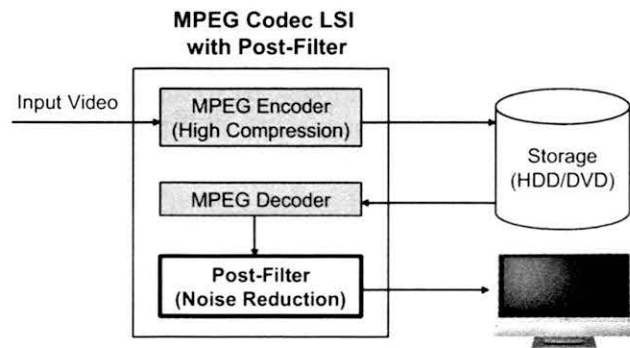 MPEG Codec LSI
with Post-Filter
Input Video
MPEG Encoder
(High Compression)
Storage
(HDD/DVD)
MPEG Decoder
Post-Filter
(Noise Reduction)